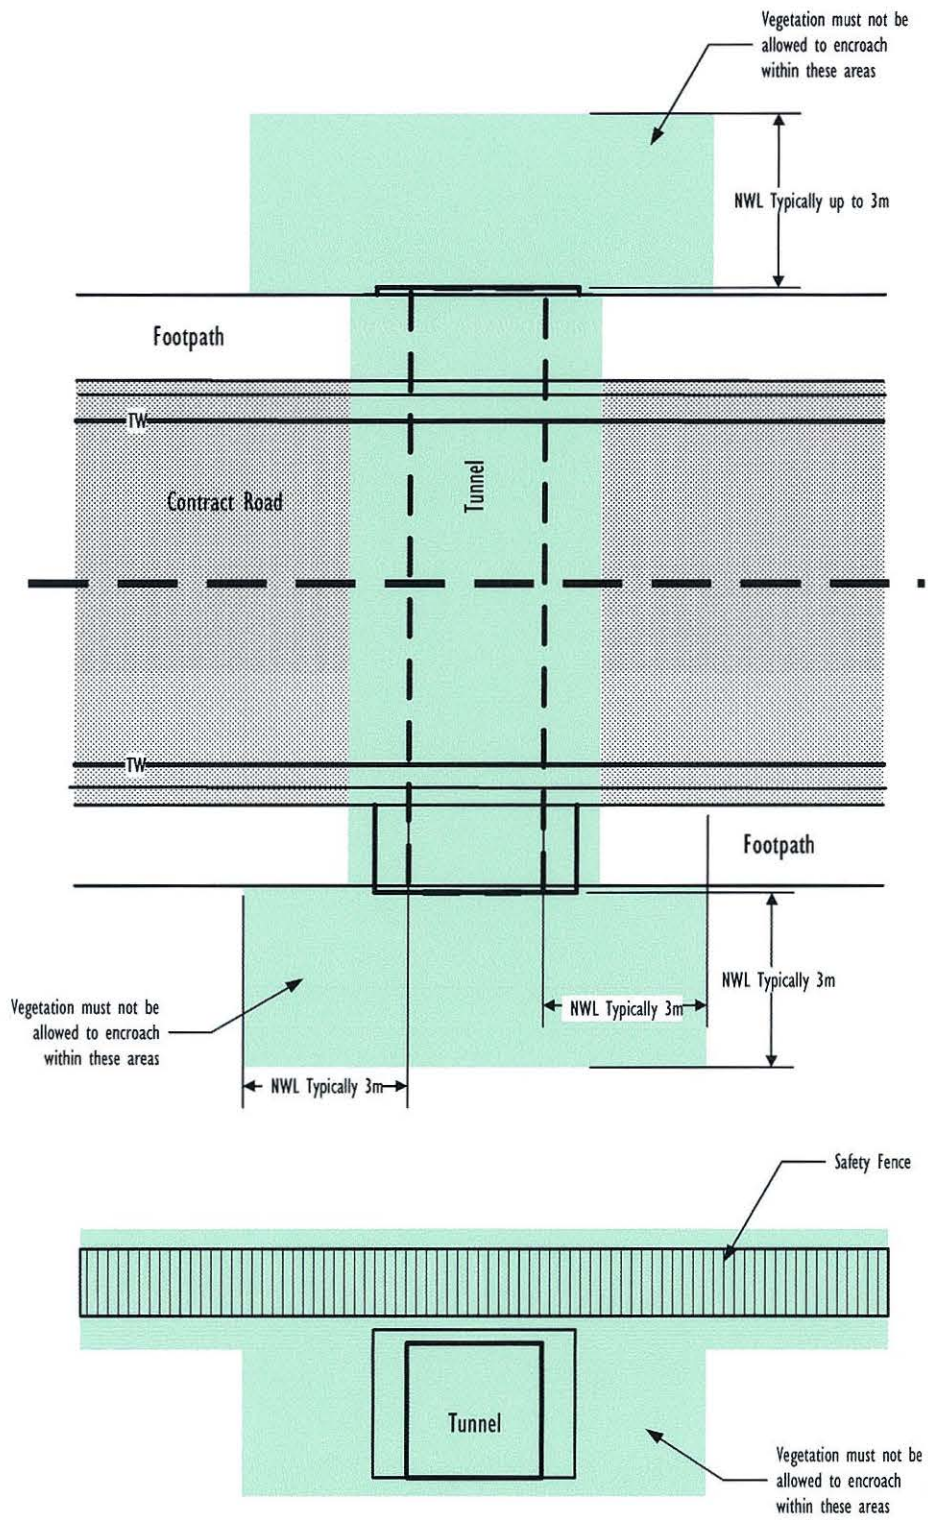 Vegetation must not be
allowed to encroach
within these areas
NWL Typically up to 3m
Footpath
TW
Contract Road
Tunnel
TW
Footpath
NWL Typically 3m
Vegetation must not be
allowed to encroach
within these areas
NWL Typically 3m
NWL Typically 3m
Safety Fence
Tunnel
Vegetation must not be
allowed to encroach
within these areas